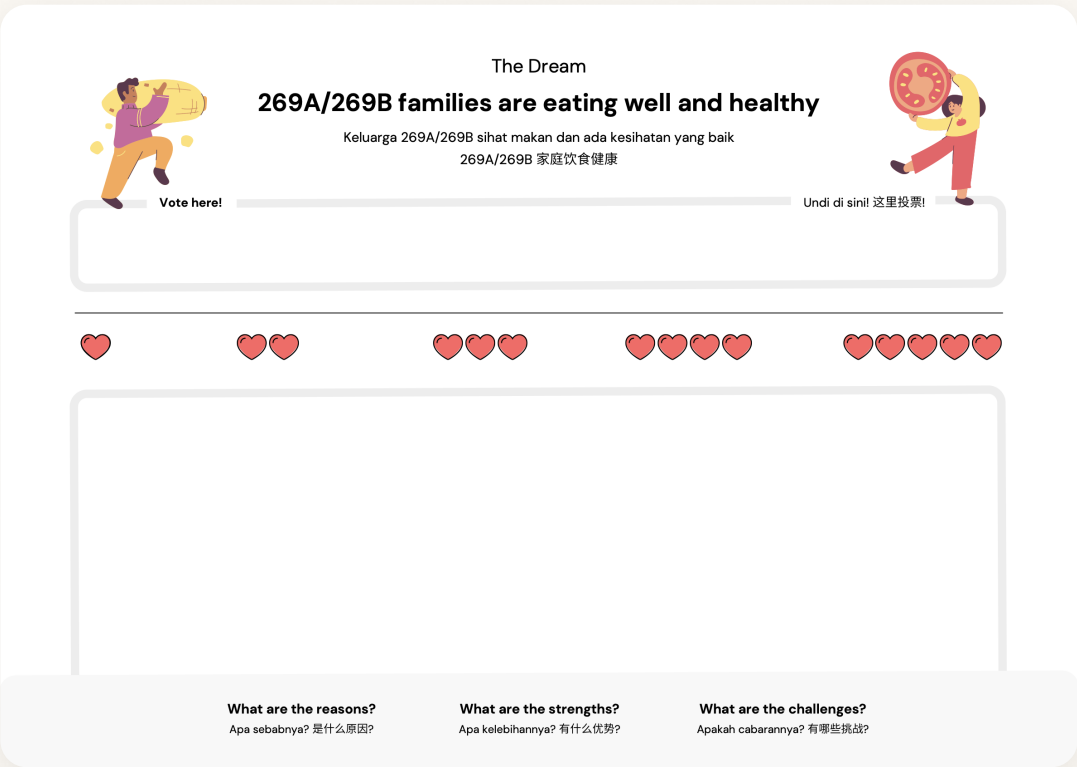 The Dream
269A/269B families are eating well and healthy
Keluarga 269A/269B sihat makan dan ada kesihatan yang baik
269A/269B 家庭饮食健康
Vote here!
Undi di sini! 这里投票!
What are the reasons?
Apa sebabnya? 是什么原因?
What are the strengths?
Apa kelebihannya? 有什么优势?
What are the challenges?
Apakah cabarannya? 有哪些挑战?